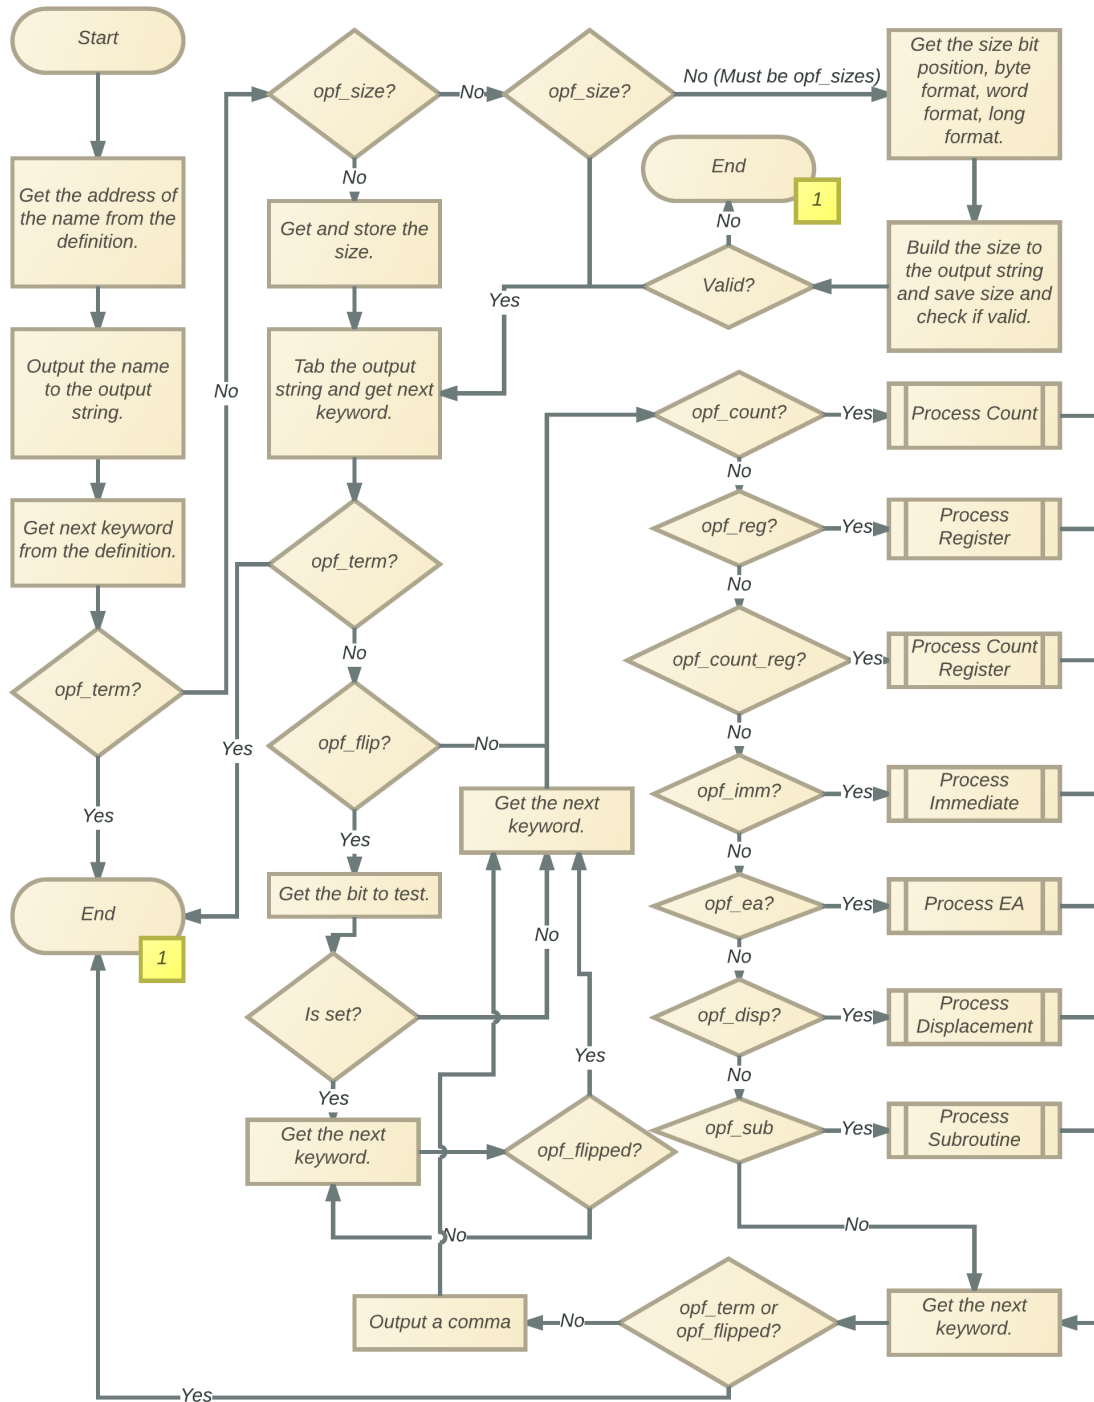 Start
Get the address of
the name from the
definition.
Output the name
to the output
string.
Get next keyword
from the definition.
opf_term?
Yes
End
1
No
opf_size?
No
No
Get and store the
size.
Tab the output
string and get next
keyword.
opf_term?
Yes
No
opf_flip?
No
Yes
Get the bit to test.
Is set?
No
Yes
Get the next
keyword.
opf_flipped?
Yes
No
Get the next
keyword.
opf_size?
No (Must be opf_sizes)
Get the size bit
position, byte
format, word
format, long
format.
Build the size to
the output string
and save size and
check if valid.
Valid?
No
End
1
Yes
opf_count?
Yes
Process Count
No
opf_reg?
Yes
Process
Register
No
opf_count_reg?
Yes
Process Count
Register
No
opf_imm?
Yes
Process
Immediate
No
opf_ea?
Yes
Process EA
No
opf_disp?
Yes
Process
Displacement
No
opf_sub
Yes
Process
Subroutine
No
Get the next
keyword.
opf_term or
opf_flipped?
No
Output a comma
Yes